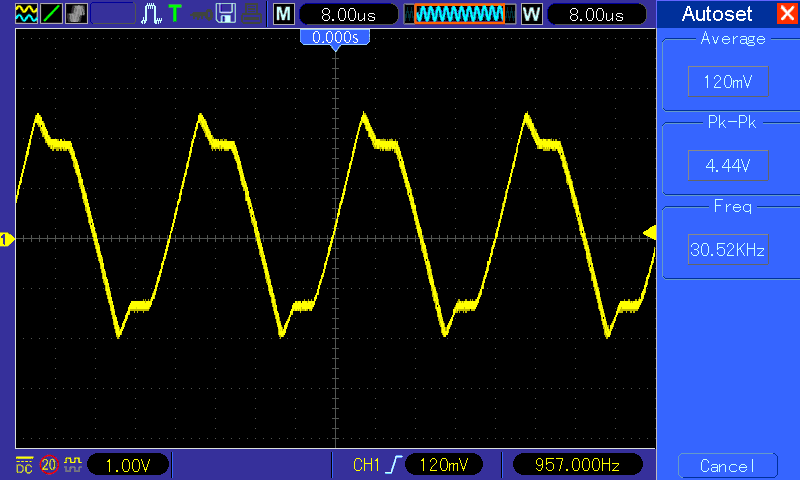 T M 8.00us W 8.00us Autoset
0.000s
Average
120mV
Pk-Pk
4.44V
Freq
30.52KHz
1
DC 20 1.00V CH1 120mV 957.000Hz Cancel